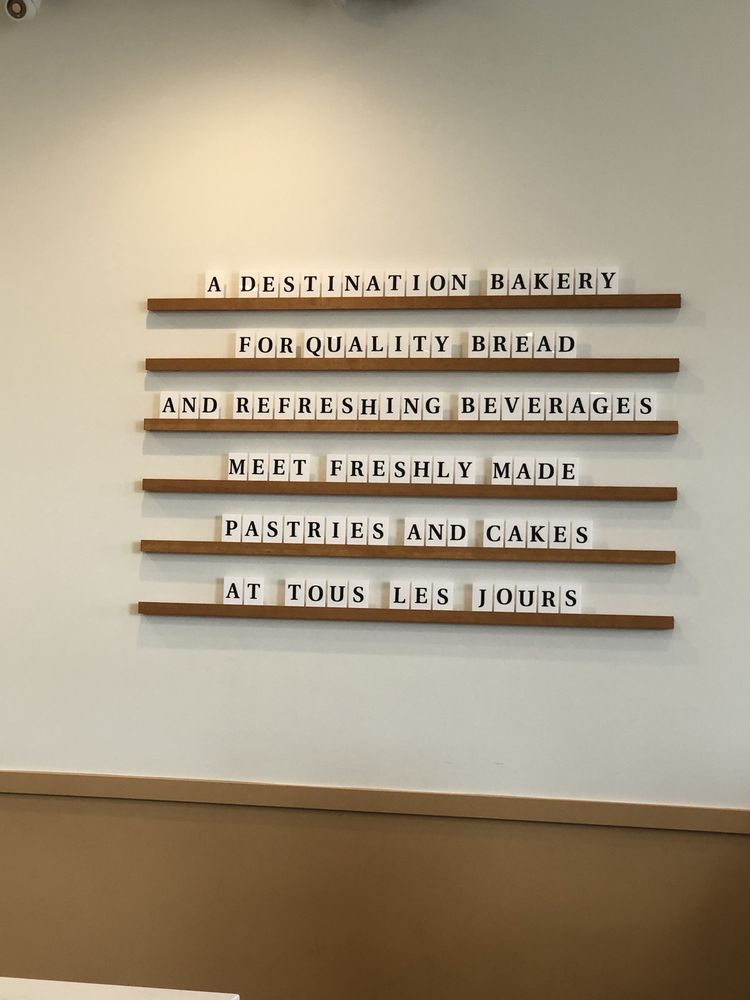 A DESTINATION BAKERY
FOR QUALITY BREAD
AND REFRESHING BEVERAGES
MEET FRESHLY MADE
PASTRIES AND CAKES
AT TOUS LES JOURS